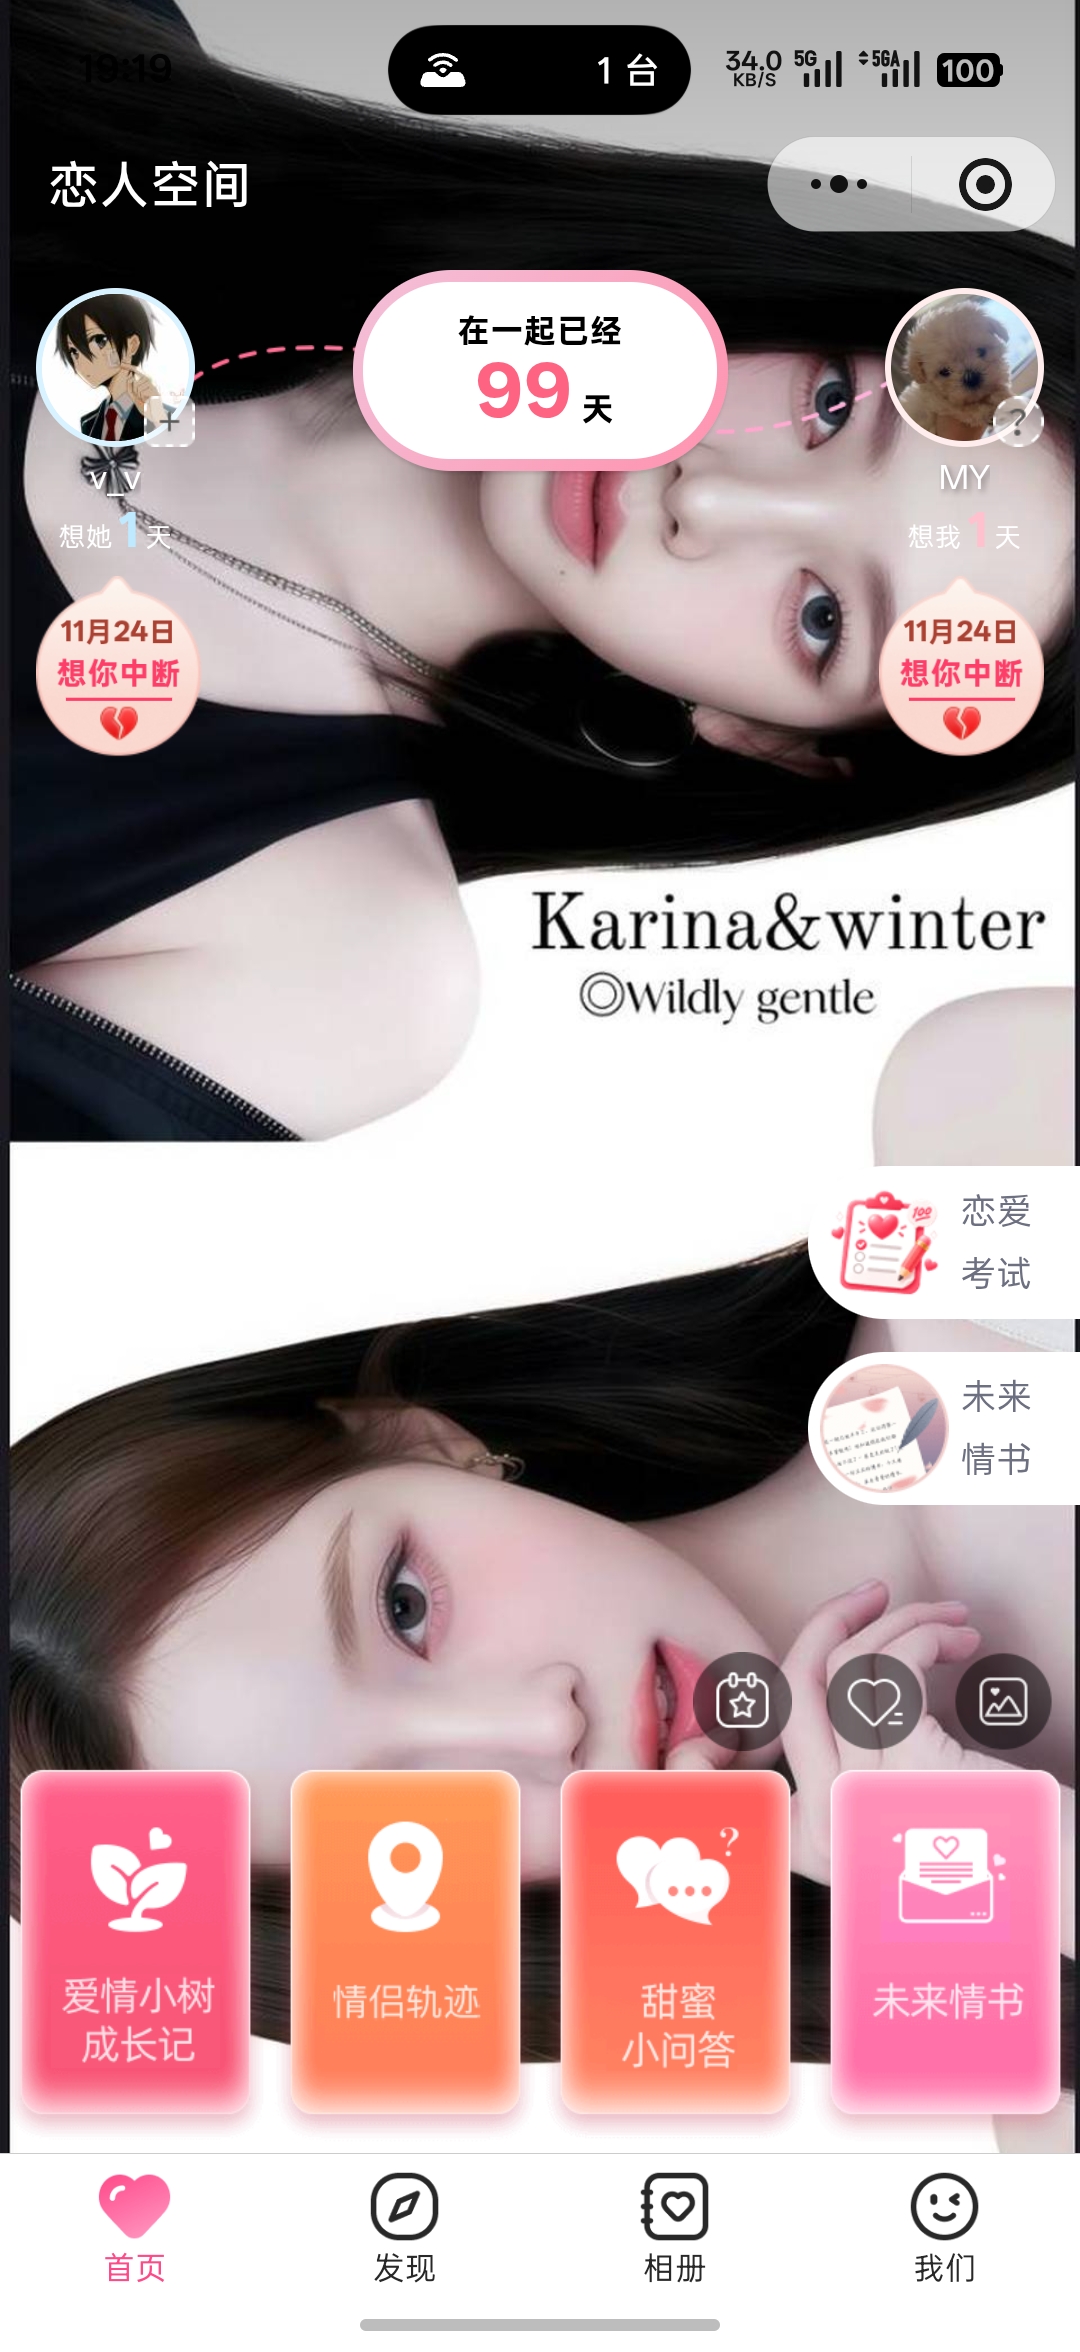 19:19
1 台
34.0
KB/S
5G
5GA
100
恋人空间
在一起已经
99 天
v_v
MY
想她 1 天
想我 1 天
11月24日
想你中断
11月24日
想你中断
Karina&winter
◎Wildly gentle
100
恋爱
考试
未来
情书
爱情小树
成长记
情侣轨迹
?
甜蜜
小问答
未来情书
首页
发现
相册
我们